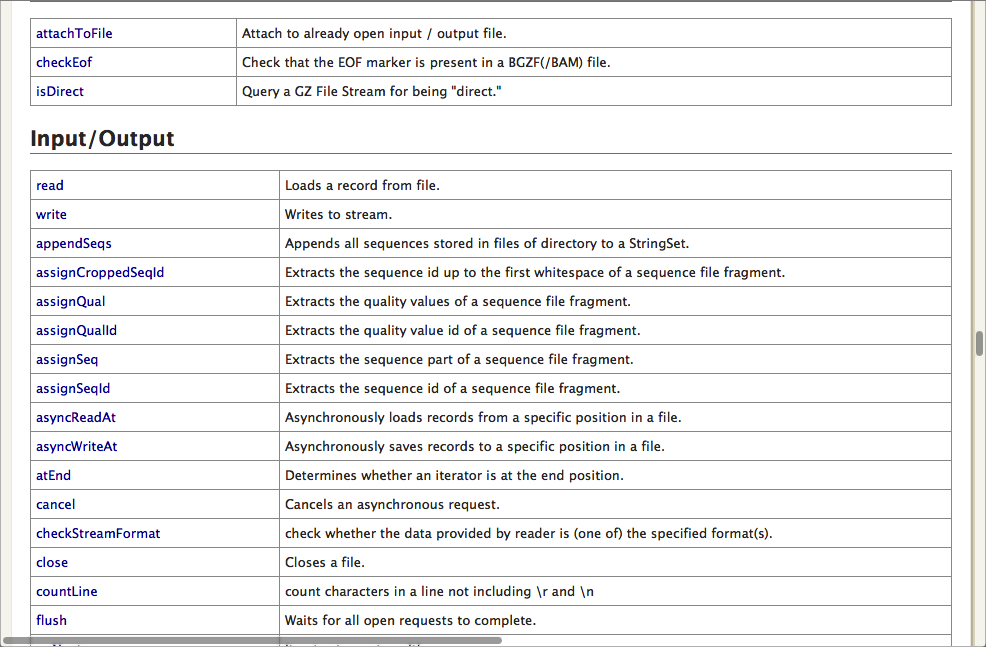 attachToFile Attach to already open input / output file.
checkEof Check that the EOF marker is present in a BGZF(/BAM) file.
isDirect Query a GZ File Stream for being "direct."
Input/Output
read Loads a record from file.
write Writes to stream.
appendSeqs Appends all sequences stored in files of directory to a StringSet.
assignCroppedSeqId Extracts the sequence id up to the first whitespace of a sequence file fragment.
assignQual Extracts the quality values of a sequence file fragment.
assignQualId Extracts the quality value id of a sequence file fragment.
assignSeq Extracts the sequence part of a sequence file fragment.
assignSeqId Extracts the sequence id of a sequence file fragment.
asyncReadAt Asynchronously loads records from a specific position in a file.
asyncWriteAt Asynchronously saves records to a specific position in a file.
atEnd Determines whether an iterator is at the end position.
cancel Cancels an asynchronous request.
checkStreamFormat check whether the data provided by reader is (one of) the specified format(s).
close Closes a file.
countLine count characters in a line not including \r and \n
flush Waits for all open requests to complete.